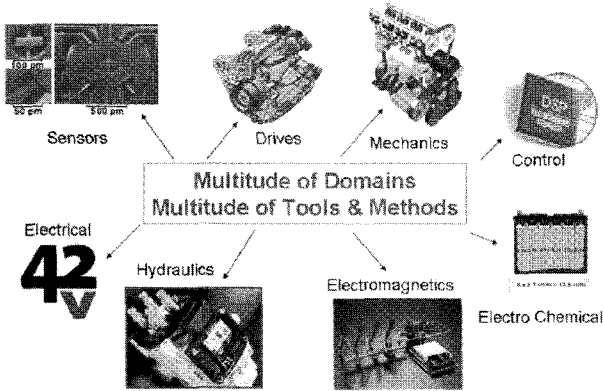 100 µm
50 µm
500 µm
Sensors
Drives
Mechanics
DSP
Control
Multitude of Domains
Multitude of Tools & Methods
Electrical
42
V
Hydraulics
Electromagnetics
Electro Chemical